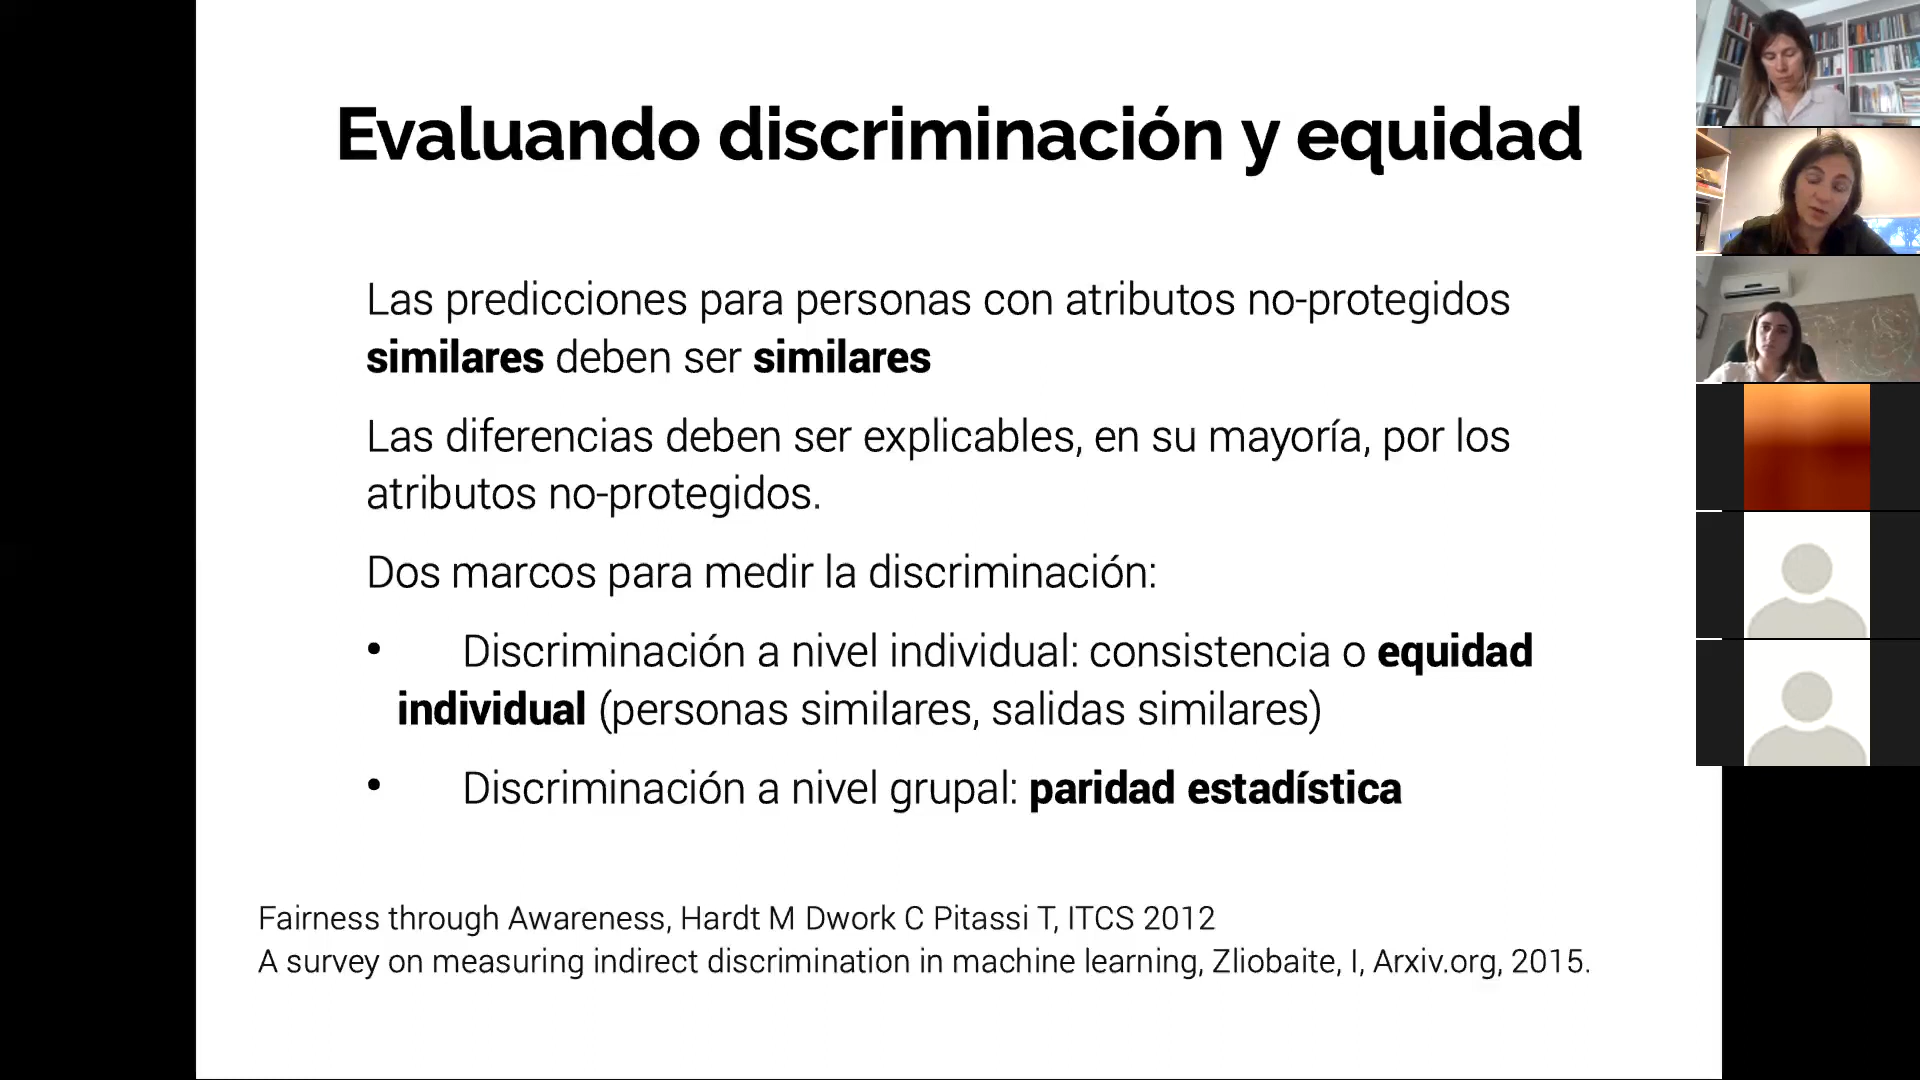 Evaluando discriminación y equidad
Las predicciones para personas con atributos no-protegidos
similares deben ser similares
Las diferencias deben ser explicables, en su mayoría, por los
atributos no-protegidos.
Dos marcos para medir la discriminación:
• Discriminación a nivel individual: consistencia o equidad
individual (personas similares, salidas similares)
• Discriminación a nivel grupal: paridad estadística
Fairness through Awareness, Hardt M Dwork C Pitassi T, ITCS 2012
A survey on measuring indirect discrimination in machine learning, Zliobaite, I, Arxiv.org, 2015.